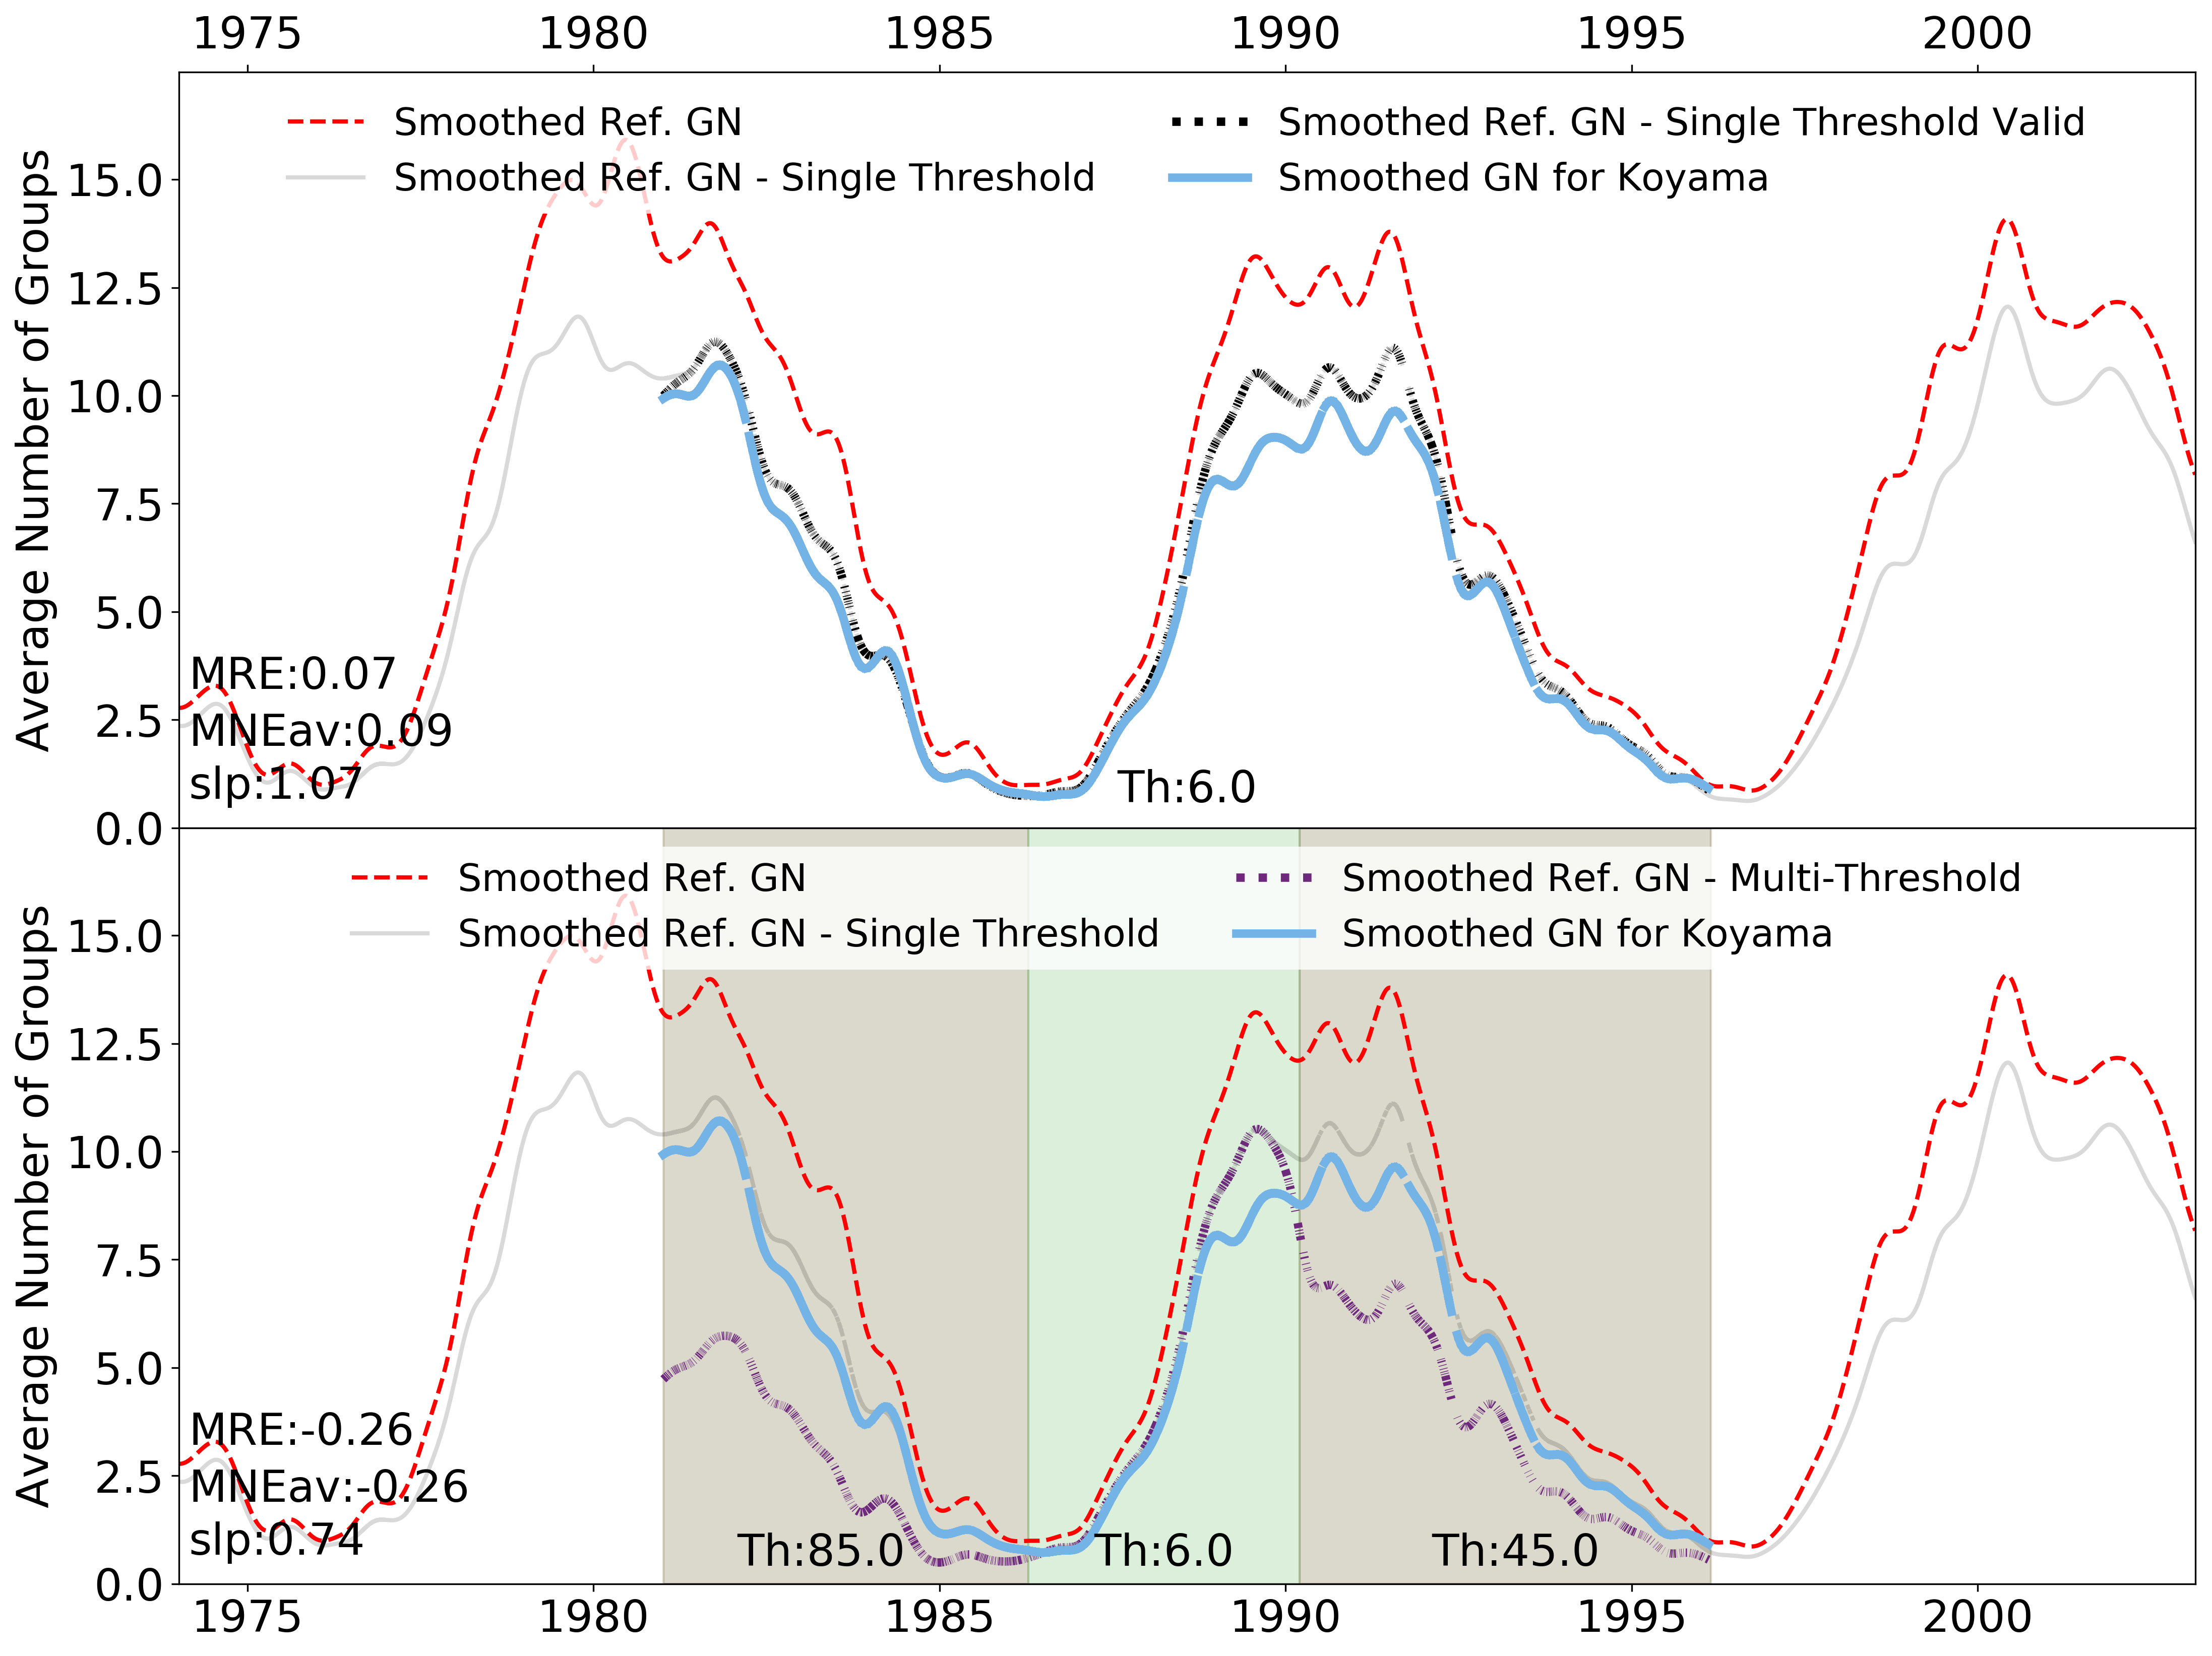 1975 1980 1985 1990 1995 2000
Smoothed Ref. GN
Smoothed Ref. GN - Single Threshold
Smoothed Ref. GN - Single Threshold Valid
Smoothed GN for Koyama
Average Number of Groups
15.0
12.5
10.0
7.5
5.0
2.5
0.0
MRE:0.07
MNEav:0.09
slp:1.07
Th:6.0
Smoothed Ref. GN
Smoothed Ref. GN - Single Threshold
Smoothed Ref. GN - Multi-Threshold
Smoothed GN for Koyama
Average Number of Groups
15.0
12.5
10.0
7.5
5.0
2.5
0.0
MRE:-0.26
MNEav:-0.26
slp:0.74
Th:85.0
Th:6.0
Th:45.0
1975 1980 1985 1990 1995 2000